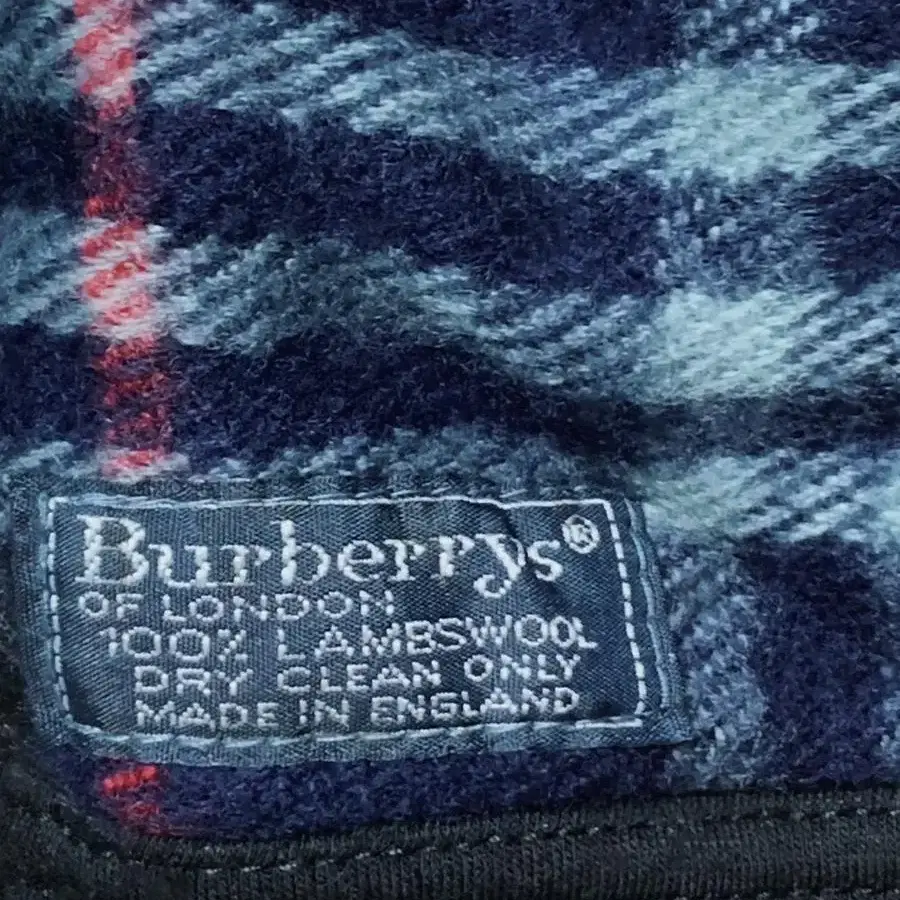 Burberrys®
OF LONDON
100% LAMBSWOOL
DRY CLEAN ONLY
MADE IN ENGLAND